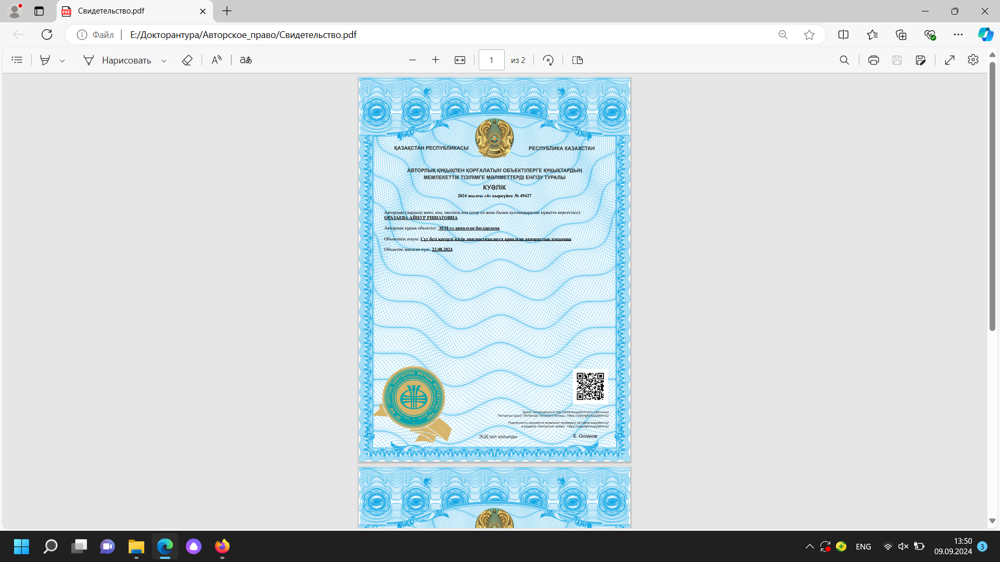 Свидетельство.pdf
Файл
E:/Докторантура/Авторское_право/Свидетельство.pdf
Нарисовать
1
из 2
ҚАЗАҚСТАН РЕСПУБЛИКАСЫ
РЕСПУБЛИКА КАЗАХСТАН
АВТОРЛЫҚ ҚҰҚЫҚПЕН ҚОРҒАЛАТЫН ОБЪЕКТІЛЕРГЕ ҚҰҚЫҚТАРДЫҢ
МЕМЛЕКЕТТІК ТІЗІЛІМГЕ МӘЛІМЕТТЕРДІ ЕНГІЗУ ТУРАЛЫ
КУӘЛІК
2024 жылғы «4» қыркүйек № 49427
Автордың (лардың) жөні, аты, әкесінің аты (егер ол жеке басын куәландыратын құжатта көрсетілсе):
ОРАЗАЕВА АЙНУР РИШАТОВНА
Авторлық құқық объектісі: ЭЕМ-ге арналған бағдарлама
Объектінің атауы: Сүт безі қатерлі ісігін диагностикалауға арналған ақпараттық қосымша
Объектіні жасаған күні: 23.08.2024
Құжат түпнұсқалығын http://www.kazpatent.kz/ru сайтының
"Авторлық құқық" бөлімінде тексеруге болады https://copyright.kazpatent.kz
Подлинность документа возможно проверить на сайте kazpatent.kz
в разделе «Авторское право» https://copyright.kazpatent.kz
ЭЦҚ қол қойылды
Е. Оспанов
ENG
13:50
09.09.2024
3